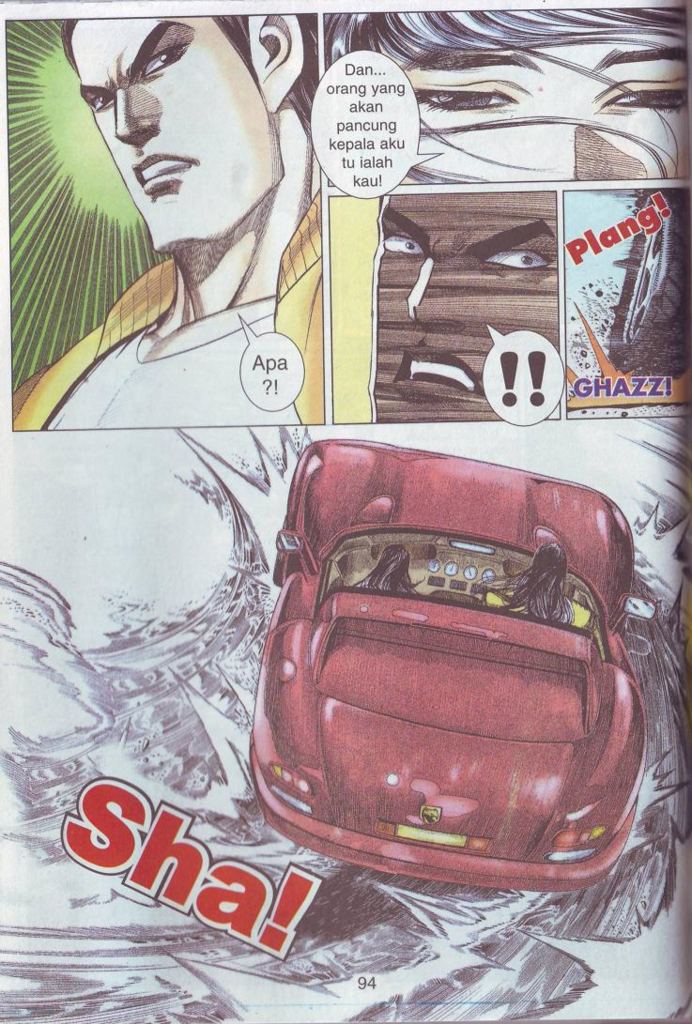 Dan...
orang yang
akan
pancung
kepala aku
tu ialah
kau!
Apa
?!
!!
Plang!
GHAZZ!
Sha!
94